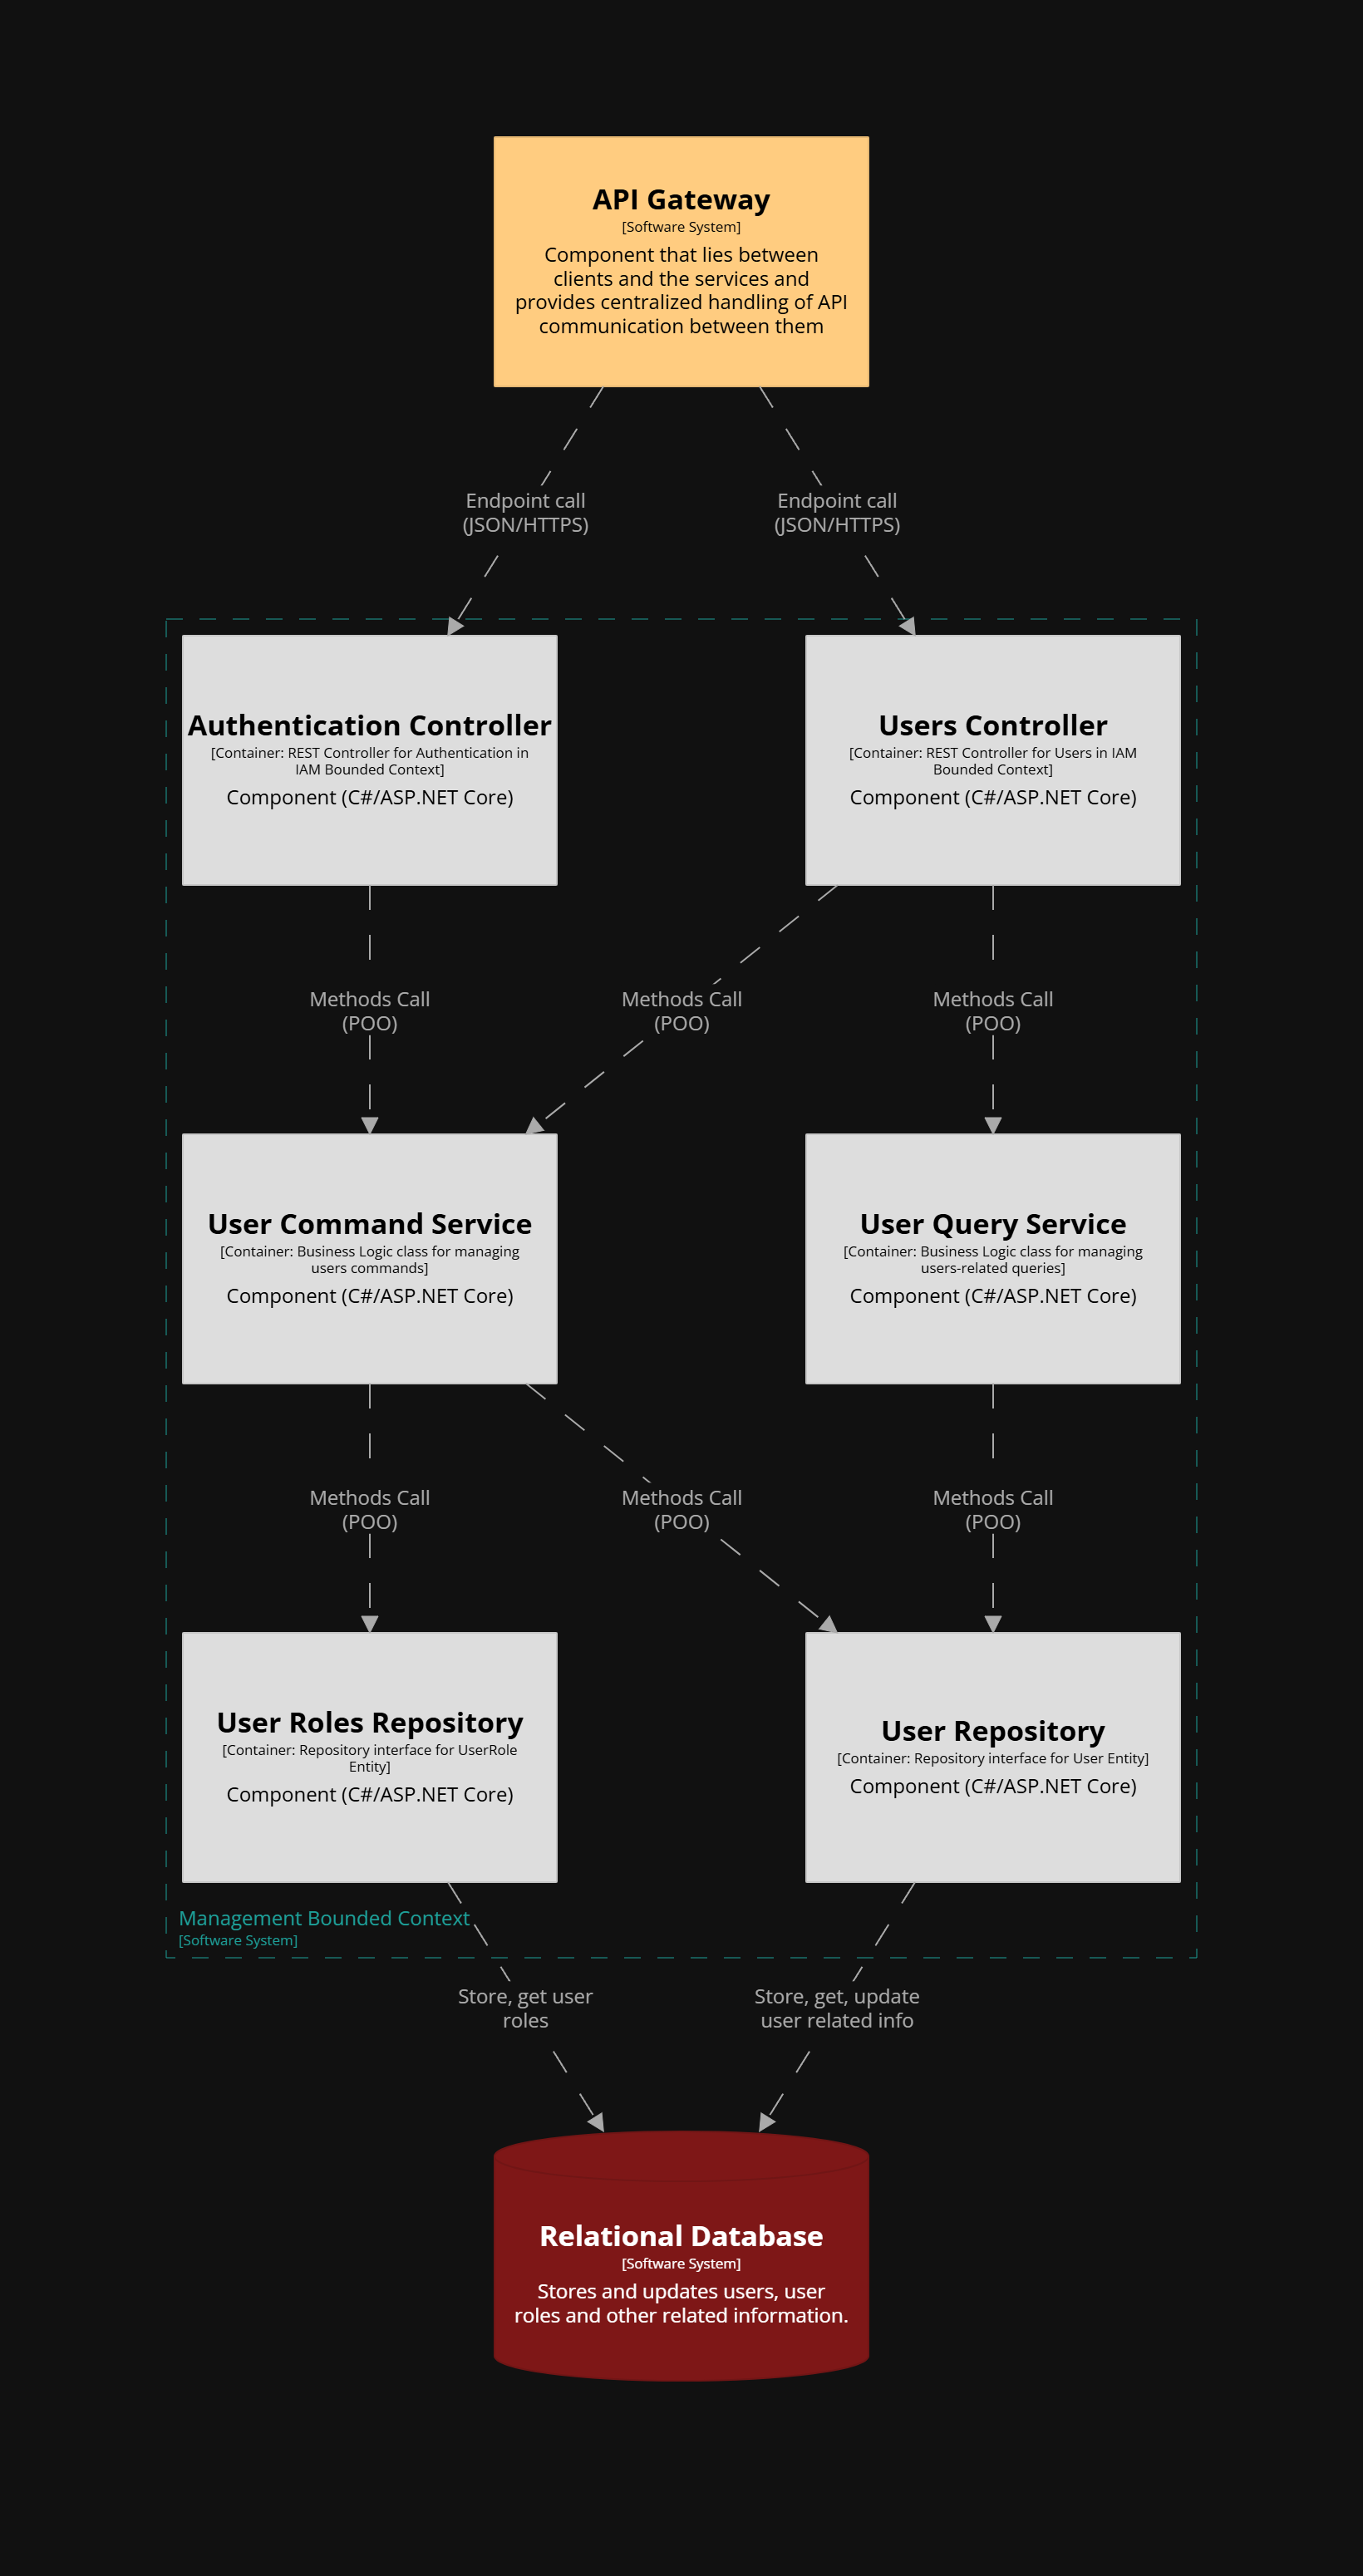 API Gateway
[Software System]
Component that lies between
clients and the services and
provides centralized handling of API
communication between them
Endpoint call
(JSON/HTTPS)
Endpoint call
(JSON/HTTPS)
Authentication Controller
[Container: REST Controller for Authentication in
IAM Bounded Context]
Component (C#/ASP.NET Core)
Users Controller
[Container: REST Controller for Users in IAM
Bounded Context]
Component (C#/ASP.NET Core)
Methods Call
(POO)
Methods Call
(POO)
Methods Call
(POO)
User Command Service
[Container: Business Logic class for managing
users commands]
Component (C#/ASP.NET Core)
User Query Service
[Container: Business Logic class for managing
users-related queries]
Component (C#/ASP.NET Core)
Methods Call
(POO)
Methods Call
(POO)
Methods Call
(POO)
User Roles Repository
[Container: Repository interface for UserRole
Entity]
Component (C#/ASP.NET Core)
User Repository
[Container: Repository interface for User Entity]
Component (C#/ASP.NET Core)
Management Bounded Context
[Software System]
Store, get user
roles
Store, get, update
user related info
Relational Database
[Software System]
Stores and updates users, user
roles and other related information.